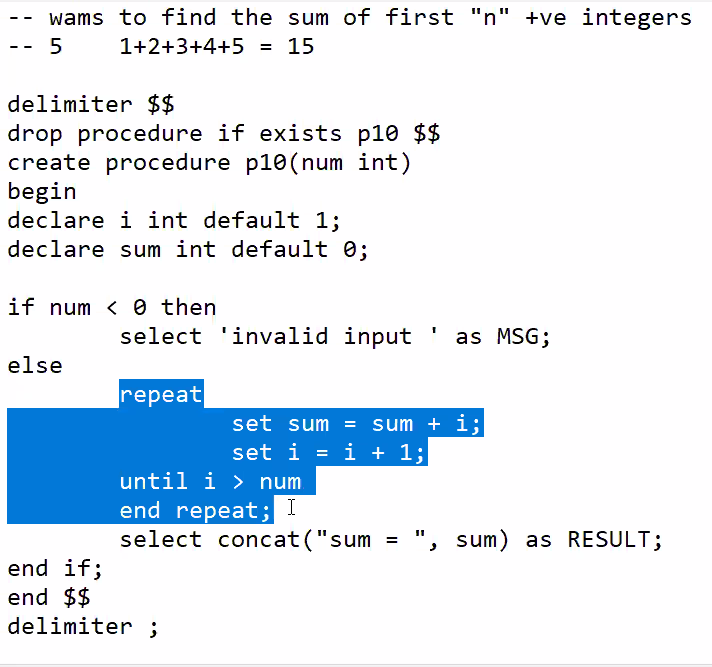 -- wams to find the sum of first "n" +ve integers
-- 5    1+2+3+4+5 = 15

delimiter $$
drop procedure if exists p10 $$
create procedure p10(num int)
begin
declare i int default 1;
declare sum int default 0;

if num < 0 then
        select 'invalid input ' as MSG;
else
        repeat
                set sum = sum + i;
                set i = i + 1;
        until i > num
        end repeat;
        select concat("sum = ", sum) as RESULT;
end if;
end $$
delimiter ;